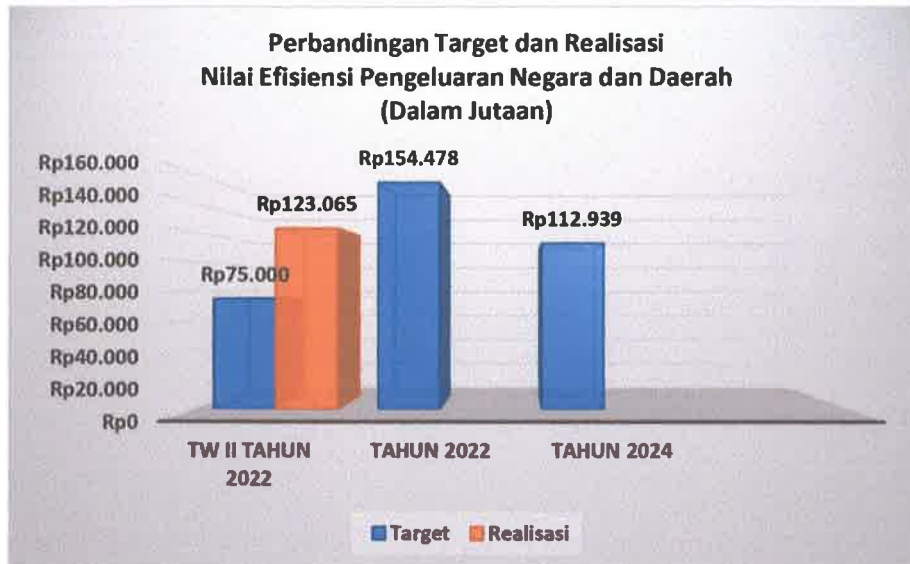 Perbandingan Target dan Realisasi
Nilai Efisiensi Pengeluaran Negara dan Daerah
(Dalam Jutaan)
Rp160.000
Rp140.000
Rp120.000
Rp100.000
Rp80.000
Rp60.000
Rp40.000
Rp20.000
Rp0
Rp75.000
Rp123.065
Rp154.478
Rp112.939
TW II TAHUN
2022
TAHUN 2022
TAHUN 2024
Target
Realisasi